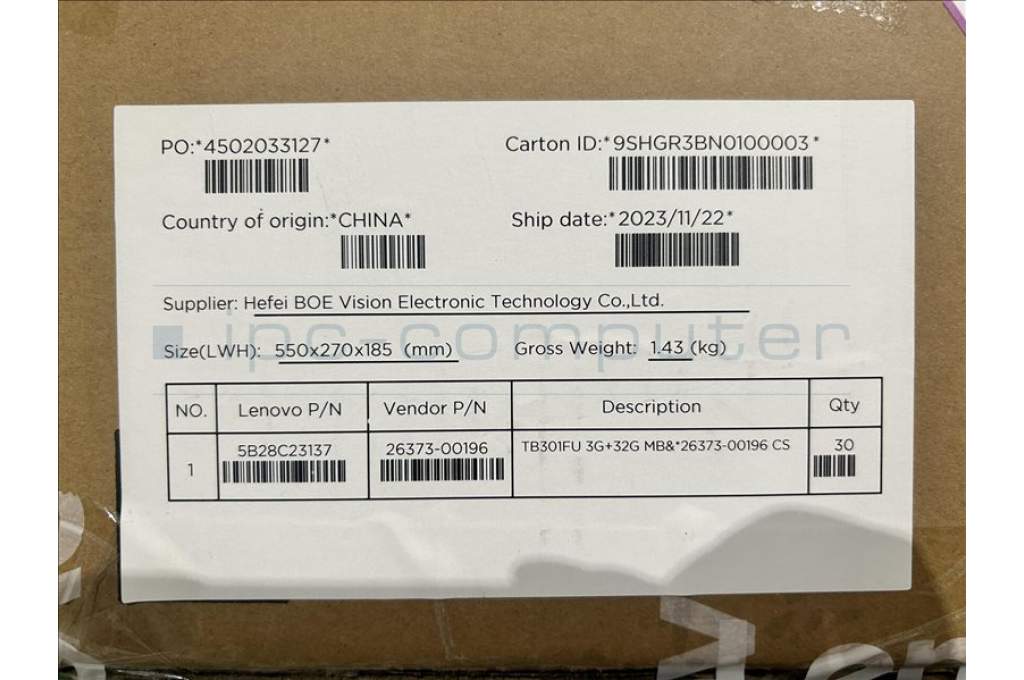 PO:*4502033127*
Carton ID:*9SHGR3BN0100003*
Country of origin:*CHINA*
Ship date:*2023/11/22*
Supplier: Hefei BOE Vision Electronic Technology Co.,Ltd.
ipc-computer
Size(LWH): 550x270x185 (mm)
Gross Weight: 1.43 (kg)
NO. Lenovo P/N Vendor P/N Description Qty
1 5B28C23137 26373-00196 TB301FU 3G+32G MB&*26373-00196 CS 30